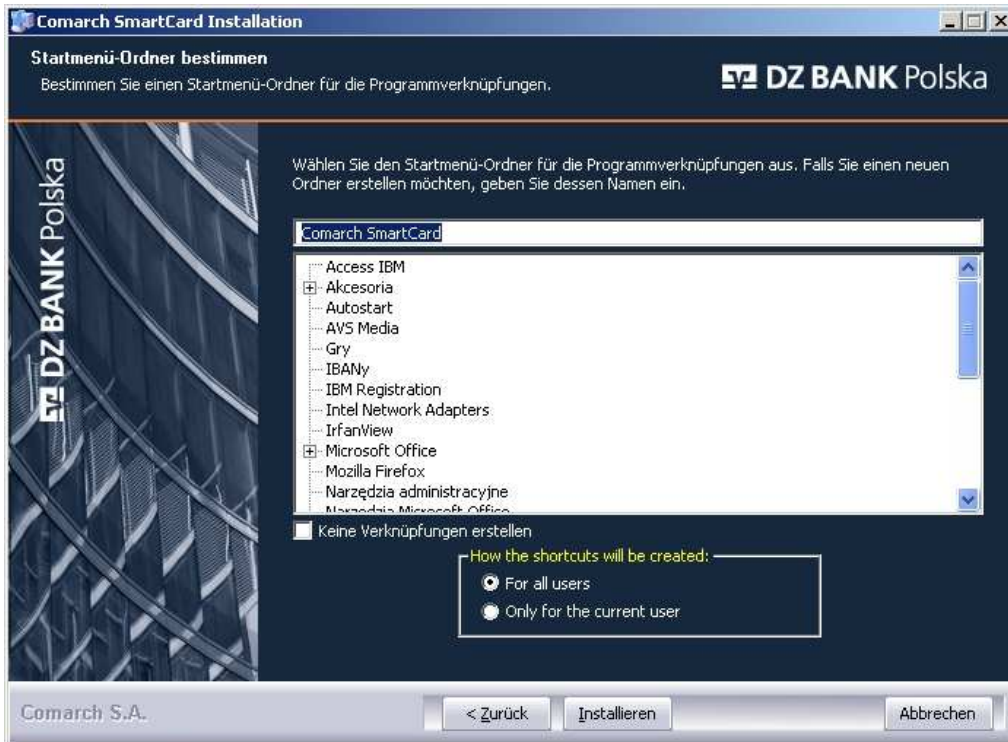 Comarch SmartCard Installation
Startmenü-Ordner bestimmen
Bestimmen Sie einen Startmenü-Ordner für die Programmverknüpfungen.
DZ BANK Polska
DZ BANK Polska
Wählen Sie den Startmenü-Ordner für die Programmverknüpfungen aus. Falls Sie einen neuen
Ordner erstellen möchten, geben Sie dessen Namen ein.
Comarch SmartCard
Access IBM
Akcesoria
Autostart
AVS Media
Gry
IBANy
IBM Registration
Intel Network Adapters
IrfanView
Microsoft Office
Mozilla Firefox
Narzędzia administracyjne
Narzędzia Microsoft Office
Keine Verknüpfungen erstellen
How the shortcuts will be created:
For all users
Only for the current user
Comarch S.A.
< Zurück
Installieren
Abbrechen